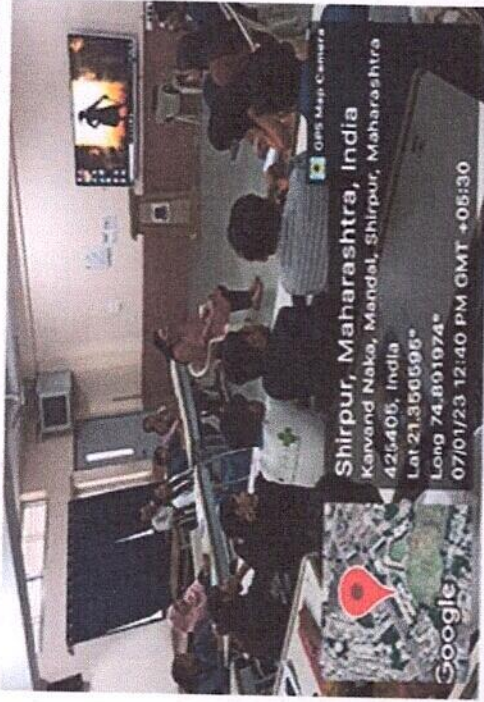 GPS Map Camera
Shirpur, Maharashtra, India
Karvand Naka, Mandal, Shirpur, Maharashtra
425405, India
Lat 21.356595°
Long 74.891974°
07/01/23 12:40 PM GMT +05:30
Google